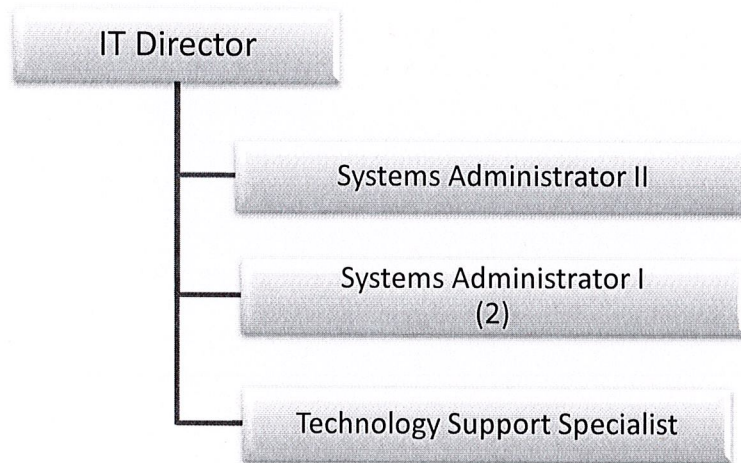 IT Director
Systems Administrator II
Systems Administrator I
(2)
Technology Support Specialist